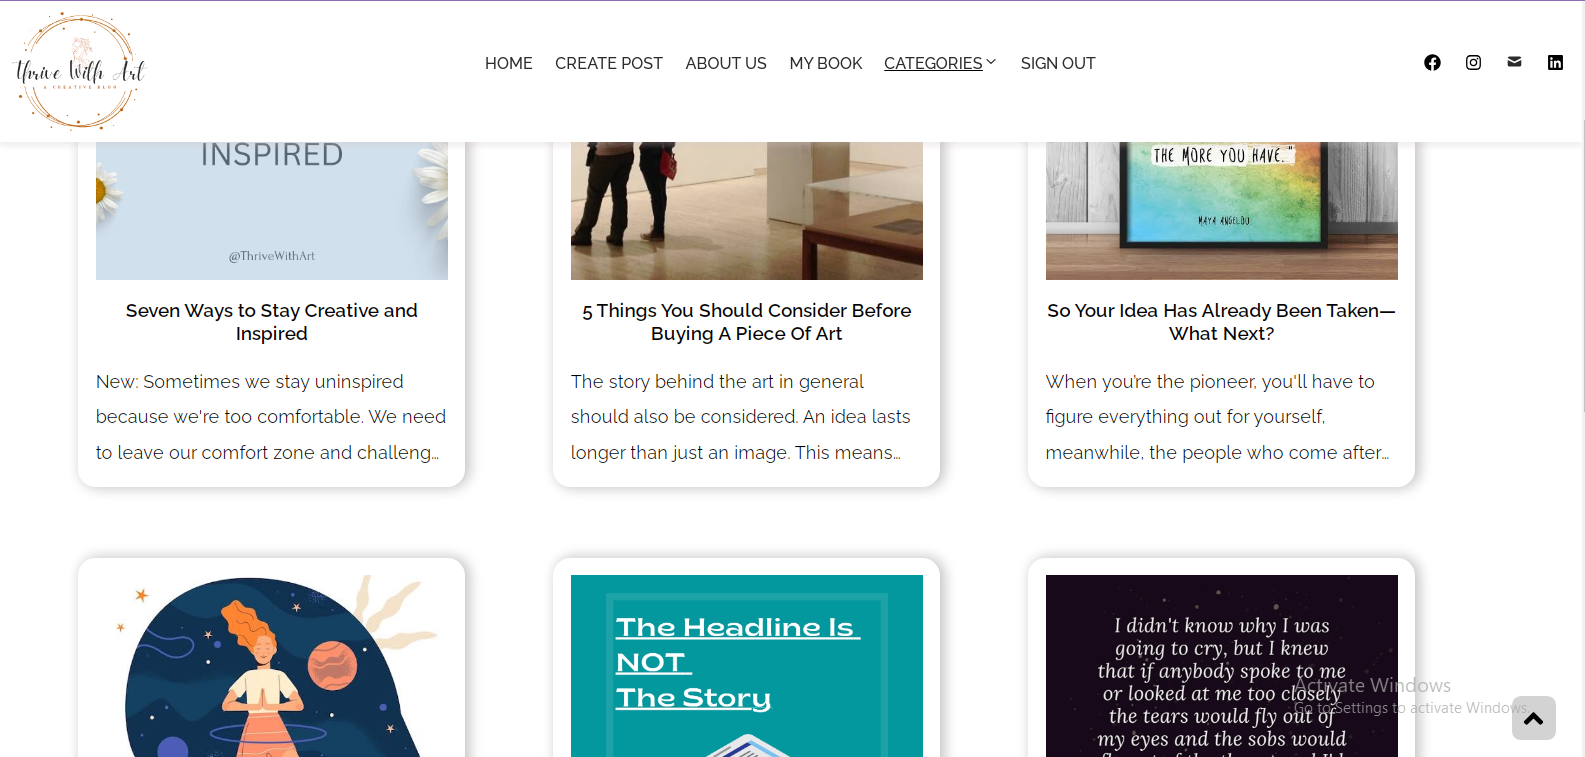 Thrive With Art
A CREATIVE BLOG
HOME CREATE POST ABOUT US MY BOOK CATEGORIES SIGN OUT
INSPIRED
@ThriveWithArt
THE MORE YOU HAVE."
MAYA ANGELOU
Seven Ways to Stay Creative and
Inspired
New: Sometimes we stay uninspired
because we're too comfortable. We need
to leave our comfort zone and challeng...
5 Things You Should Consider Before
Buying A Piece Of Art
The story behind the art in general
should also be considered. An idea lasts
longer than just an image. This means...
So Your Idea Has Already Been Taken—
What Next?
When you're the pioneer, you'll have to
figure everything out for yourself,
meanwhile, the people who come after...
The Headline Is
NOT
The Story
I didn't know why I was
going to cry, but I knew
that if anybody spoke to me
or looked at me too closely
the tears would fly out of
my eyes and the sobs would
Activate Windows
Go to Settings to activate Windows.